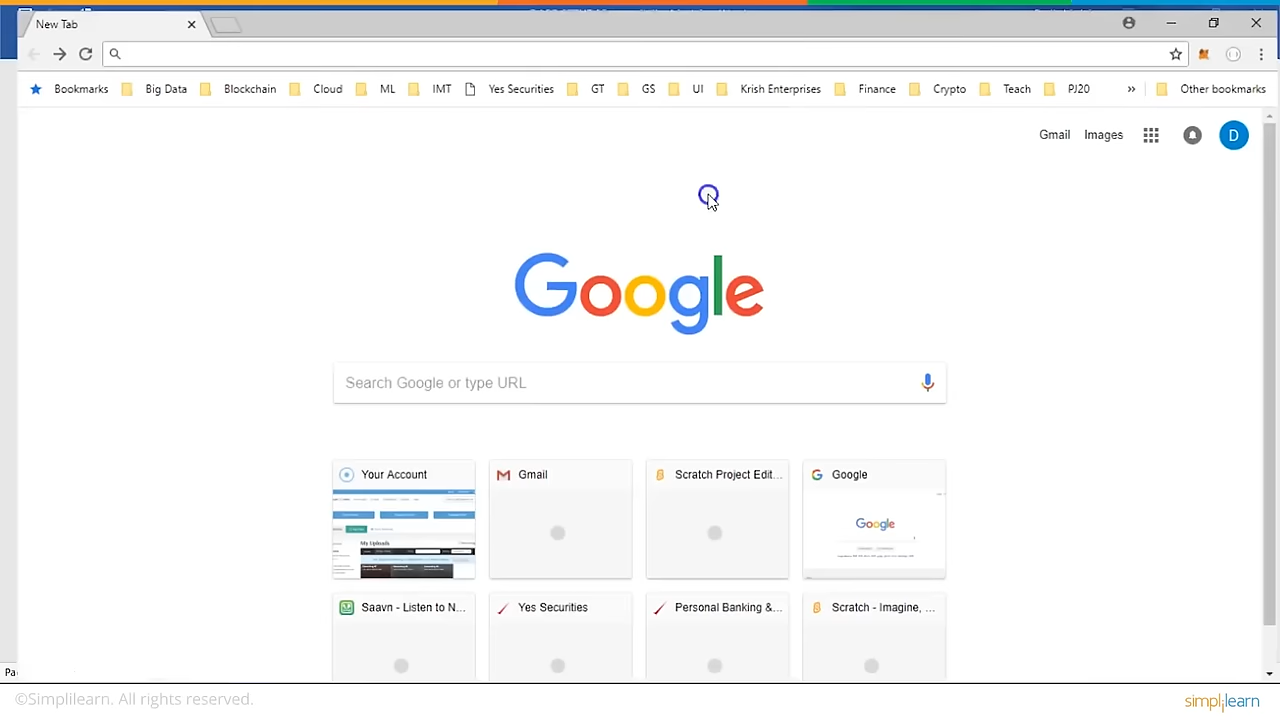 New Tab
Bookmarks Big Data Blockchain Cloud ML IMT Yes Securities GT GS UI Krish Enterprises Finance Crypto Teach PJ20 » Other bookmarks
Gmail Images D
Google
Search Google or type URL
Your Account Gmail Scratch Project Edit... Google
Google
My Uploads
Saavn - Listen to N... Yes Securities Personal Banking &... Scratch - Imagine, ...
Pa
©Simplilearn. All rights reserved. simplilearn